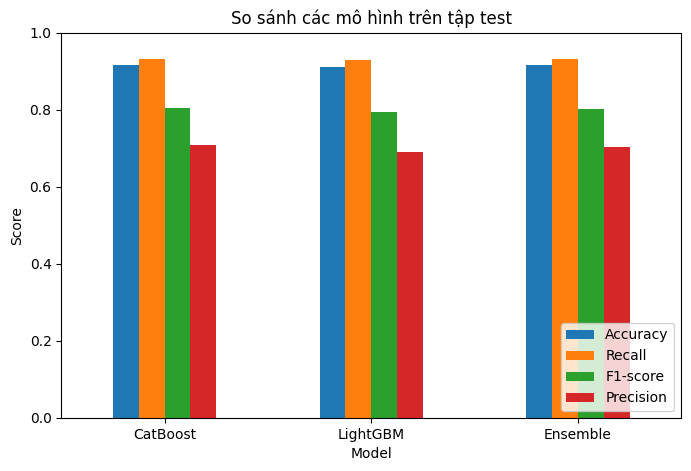 So sánh các mô hình trên tập test
1.0
0.8
0.6
0.4
0.2
0.0
Score
CatBoost
LightGBM
Ensemble
Model
Accuracy
Recall
F1-score
Precision